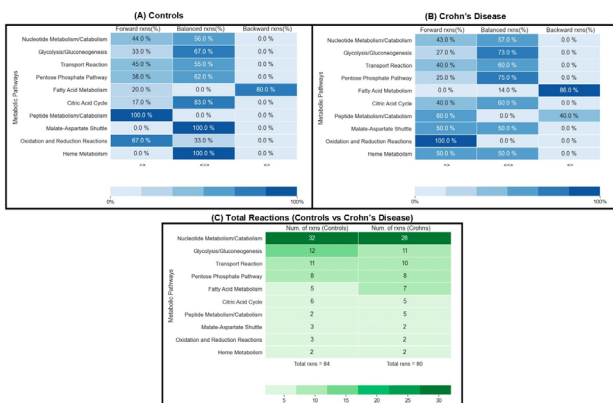 (A) Controls
Forward rxns(%) Balanced rxns(%) Backward rxns(%)
Metabolic Pathways
Nucleotide Metabolism/Catabolism 44.0 % 56.0 % 0.0 %
Glycolysis/Gluconeogenesis 33.0 % 67.0 % 0.0 %
Transport Reaction 45.0 % 55.0 % 0.0 %
Pentose Phosphate Pathway 38.0 % 62.0 % 0.0 %
Fatty Acid Metabolism 20.0 % 0.0 % 80.0 %
Citric Acid Cycle 17.0 % 83.0 % 0.0 %
Peptide Metabolism/Catabolism 100.0 % 0.0 % 0.0 %
Malate-Aspartate Shuttle 0.0 % 100.0 % 0.0 %
Oxidation and Reduction Reactions 67.0 % 33.0 % 0.0 %
Heme Metabolism 0.0 % 100.0 % 0.0 %
0% 100%
(B) Crohn's Disease
Forward rxns(%) Balanced rxns(%) Backward rxns(%)
Metabolic Pathways
Nucleotide Metabolism/Catabolism 43.0 % 57.0 % 0.0 %
Glycolysis/Gluconeogenesis 27.0 % 73.0 % 0.0 %
Transport Reaction 40.0 % 60.0 % 0.0 %
Pentose Phosphate Pathway 25.0 % 75.0 % 0.0 %
Fatty Acid Metabolism 0.0 % 14.0 % 86.0 %
Citric Acid Cycle 40.0 % 60.0 % 0.0 %
Peptide Metabolism/Catabolism 60.0 % 0.0 % 40.0 %
Malate-Aspartate Shuttle 50.0 % 50.0 % 0.0 %
Oxidation and Reduction Reactions 100.0 % 0.0 % 0.0 %
Heme Metabolism 50.0 % 50.0 % 0.0 %
0% 100%
(C) Total Reactions (Controls vs Crohn's Disease)
Num. of rxns (Controls) Num. of rxns (Crohns)
Metabolic Pathways
Nucleotide Metabolism/Catabolism 32 28
Glycolysis/Gluconeogenesis 12 11
Transport Reaction 11 10
Pentose Phosphate Pathway 8 8
Fatty Acid Metabolism 5 7
Citric Acid Cycle 6 5
Peptide Metabolism/Catabolism 2 5
Malate-Aspartate Shuttle 3 2
Oxidation and Reduction Reactions 3 2
Heme Metabolism 2 2
Total rxns = 84 Total rxns = 80
5 10 15 20 25 30